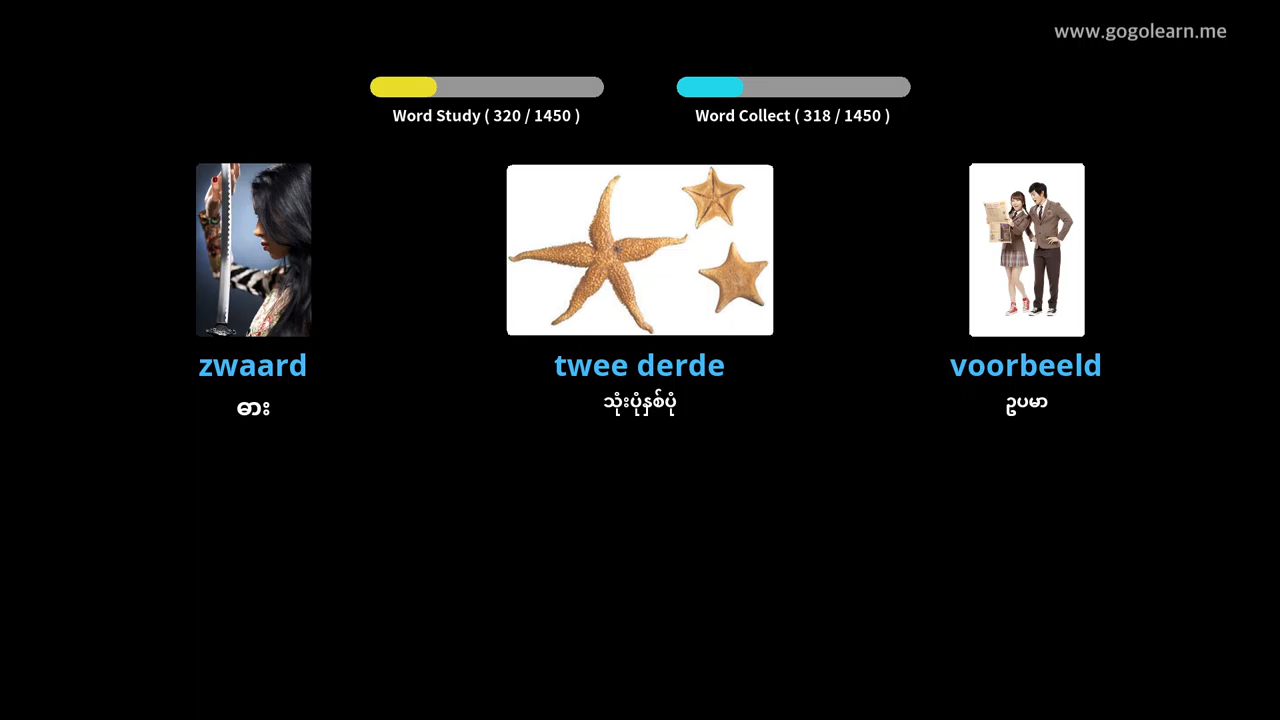 www.gogolearn.me
Word Study ( 320 / 1450 )
Word Collect ( 318 / 1450 )
zwaard
twee derde
voorbeeld
ဓား
သုံးပုံနှစ်ပုံ
ဥပမာ